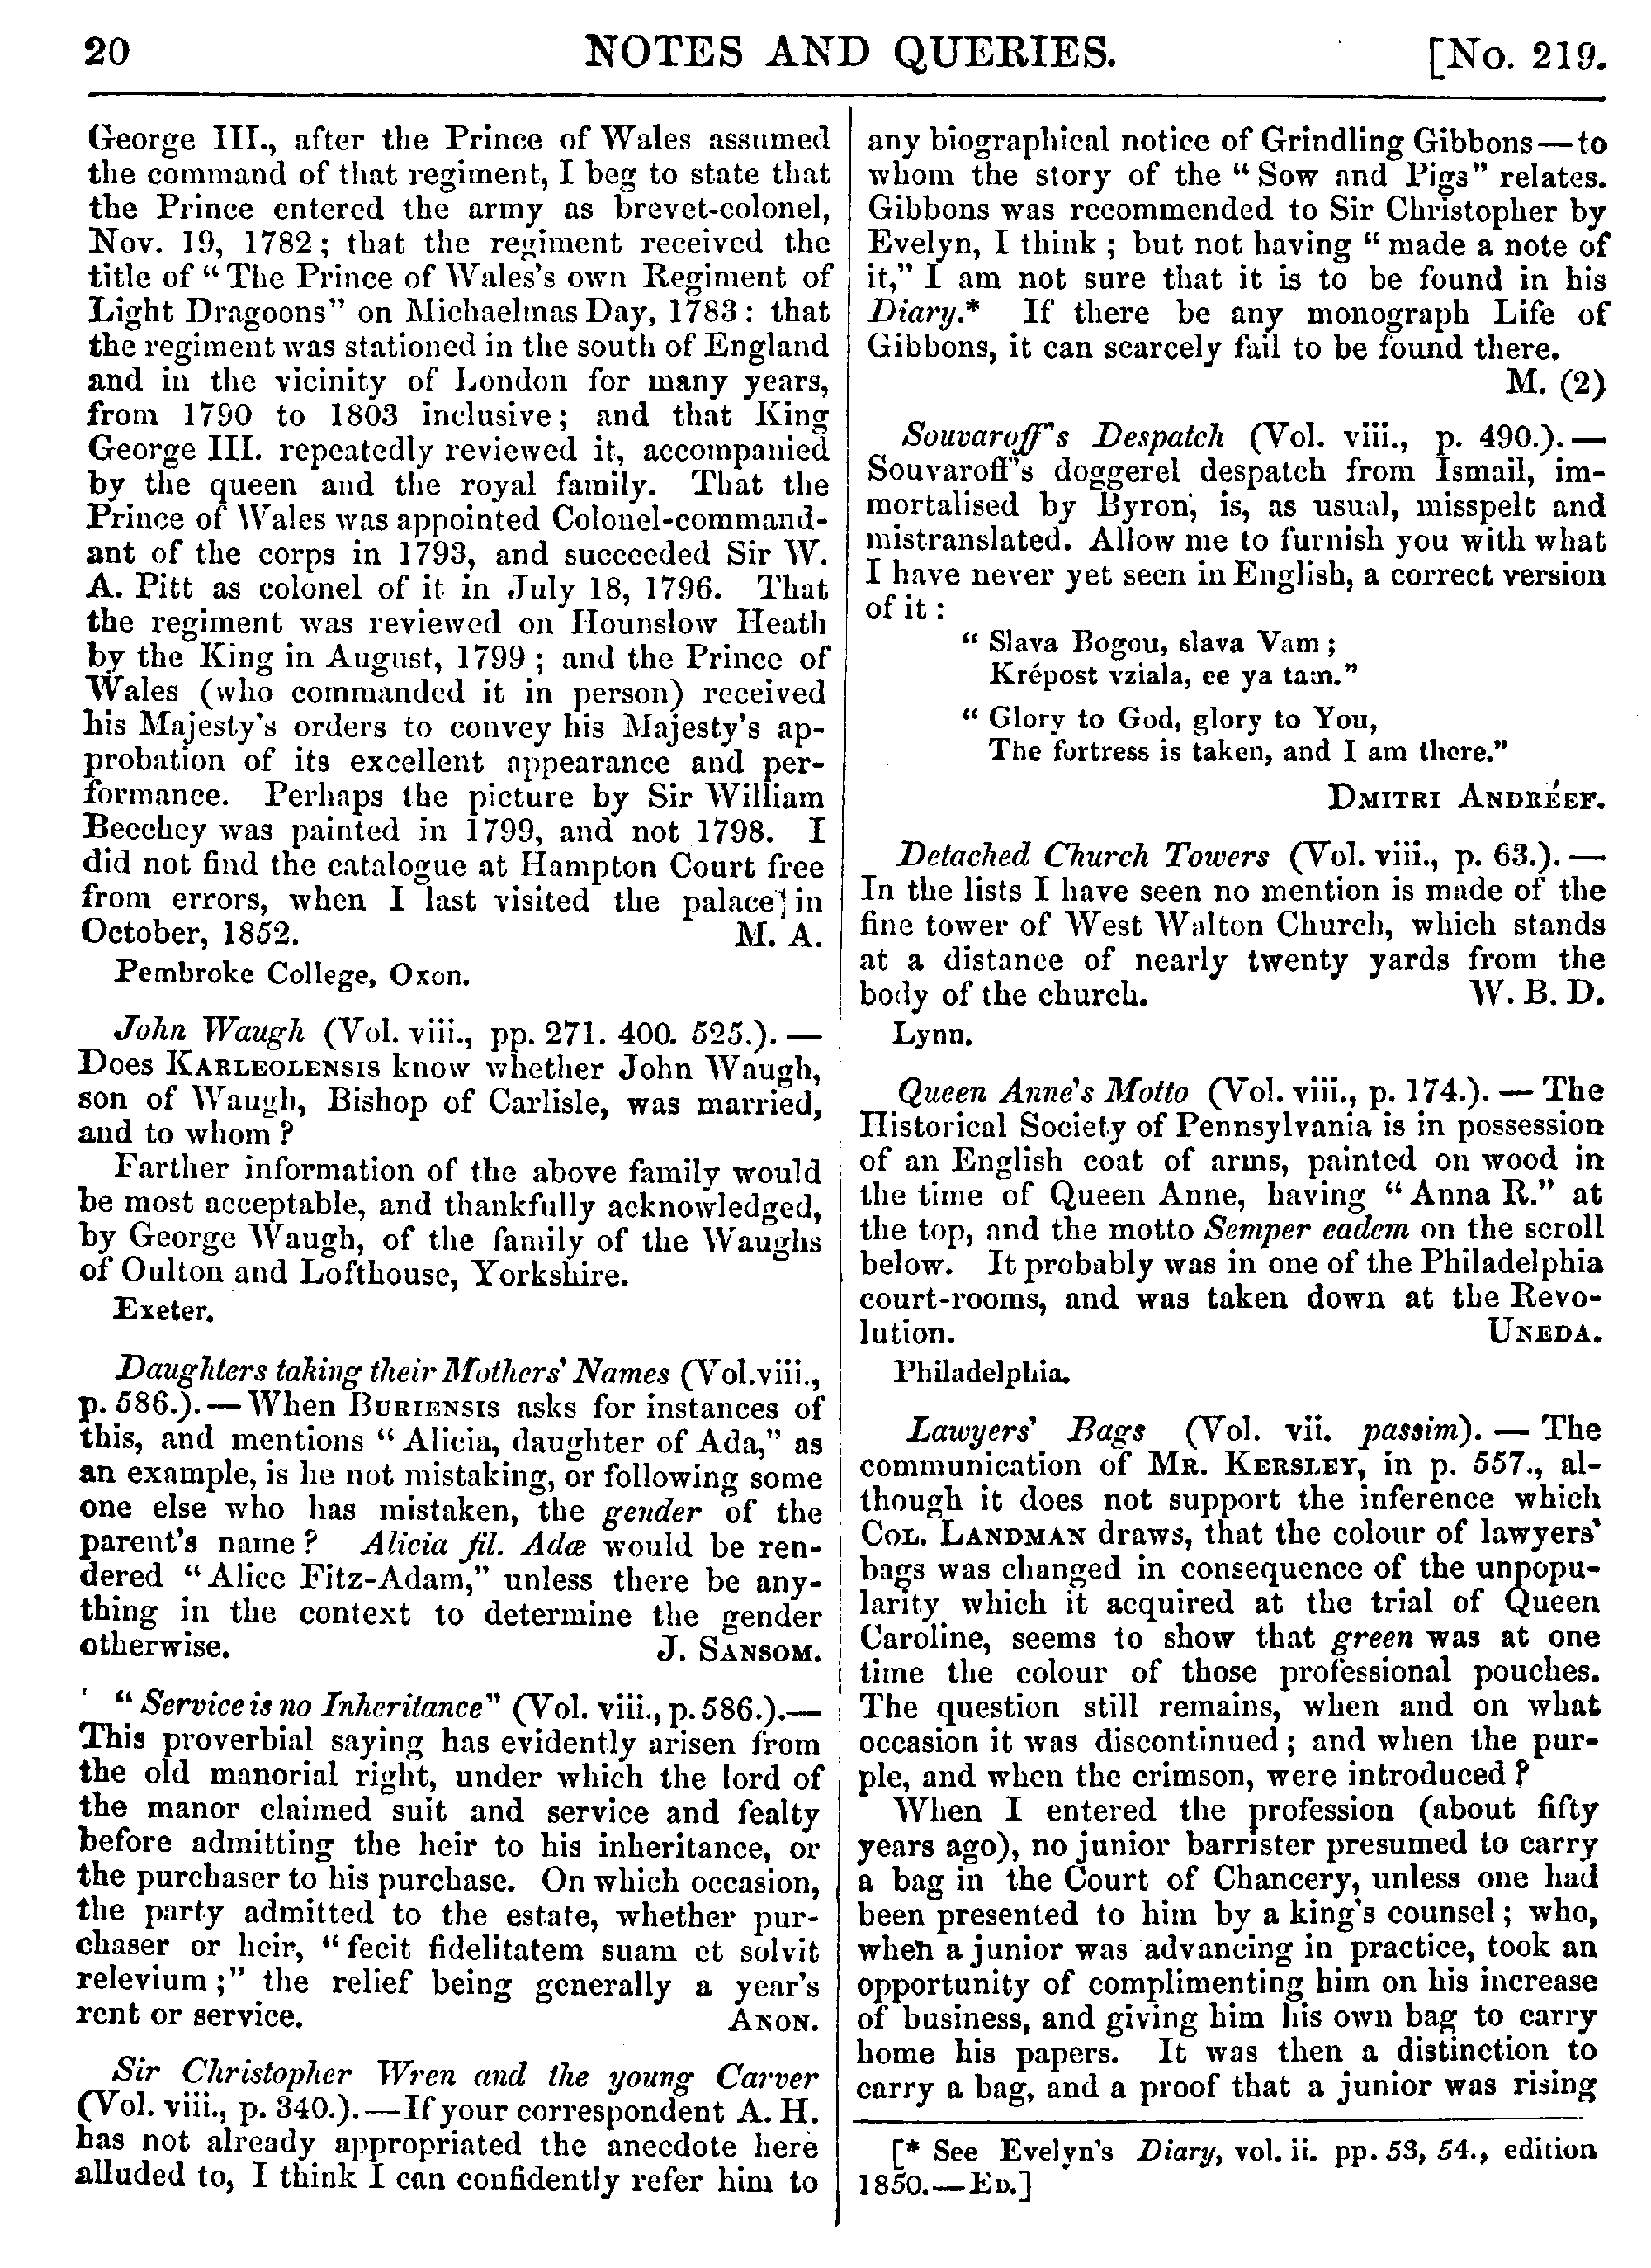 20 NOTES AND QUERIES. [No. 219.
George III., after the Prince of Wales assumed
the command of that regiment, I beg to state that
the Prince entered the army as brevet-colonel,
Nov. 19, 1782; that the regiment received the
title of "The Prince of Wales's own Regiment of
Light Dragoons" on Michaelmas Day, 1783: that
the regiment was stationed in the south of England
and in the vicinity of London for many years,
from 1790 to 1803 inclusive; and that King
George III. repeatedly reviewed it, accompanied
by the queen and the royal family. That the
Prince of Wales was appointed Colonel-command-
ant of the corps in 1793, and succeeded Sir W.
A. Pitt as colonel of it in July 18, 1796. That
the regiment was reviewed on Hounslow Heath
by the King in August, 1799; and the Prince of
Wales (who commanded it in person) received
his Majesty's orders to convey his Majesty's ap-
probation of its excellent appearance and per-
formance. Perhaps the picture by Sir William
Beechey was painted in 1799, and not 1798. I
did not find the catalogue at Hampton Court free
from errors, when I last visited the palace in
October, 1852. M. A.
Pembroke College, Oxon.
John Waugh (Vol. viii., pp. 271. 400. 525.). —
Does KARLEOLENSIS know whether John Waugh,
son of Waugh, Bishop of Carlisle, was married,
and to whom?
Farther information of the above family would
be most acceptable, and thankfully acknowledged,
by George Waugh, of the family of the Waughs
of Oulton and Lofthouse, Yorkshire.
Exeter.
Daughters taking their Mothers' Names (Vol. viii.,
p. 586.). — When BURIENSIS asks for instances of
this, and mentions "Alicia, daughter of Ada," as
an example, is he not mistaking, or following some
one else who has mistaken, the gender of the
parent's name? Alicia fil. Adæ would be ren-
dered "Alice Fitz-Adam," unless there be any-
thing in the context to determine the gender
otherwise. J. SANSOM.
"Service is no Inheritance" (Vol. viii., p. 586.).—
This proverbial saying has evidently arisen from
the old manorial right, under which the lord of
the manor claimed suit and service and fealty
before admitting the heir to his inheritance, or
the purchaser to his purchase. On which occasion,
the party admitted to the estate, whether pur-
chaser or heir, "fecit fidelitatem suam et solvit
relevium;" the relief being generally a year's
rent or service. ANON.
Sir Christopher Wren and the young Carver
(Vol. viii., p. 340.).—If your correspondent A. H.
has not already appropriated the anecdote here
alluded to, I think I can confidently refer him to
any biographical notice of Grindling Gibbons—to
whom the story of the "Sow and Pigs" relates.
Gibbons was recommended to Sir Christopher by
Evelyn, I think; but not having "made a note of
it," I am not sure that it is to be found in his
Diary.* If there be any monograph Life of
Gibbons, it can scarcely fail to be found there.
M. (2)
Souvaroff's Despatch (Vol. viii., p. 490.). —
Souvaroff's doggerel despatch from Ismail, im-
mortalised by Byron, is, as usual, misspelt and
mistranslated. Allow me to furnish you with what
I have never yet seen in English, a correct version
of it:
"Slava Bogou, slava Vam;
Krépost vziala, ee ya tam."
"Glory to God, glory to You,
The fortress is taken, and I am there."
DMITRI ANDRÉEF.
Detached Church Towers (Vol. viii., p. 63.). —
In the lists I have seen no mention is made of the
fine tower of West Walton Church, which stands
at a distance of nearly twenty yards from the
body of the church. W. B. D.
Lynn.
Queen Anne's Motto (Vol. viii., p. 174.). — The
Historical Society of Pennsylvania is in possession
of an English coat of arms, painted on wood in
the time of Queen Anne, having "Anna R." at
the top, and the motto Semper eadem on the scroll
below. It probably was in one of the Philadelphia
court-rooms, and was taken down at the Revo-
lution. UNEDA.
Philadelphia.
Lawyers' Bags (Vol. vii. passim). — The
communication of MR. KERSLEY, in p. 557., al-
though it does not support the inference which
COL. LANDMAN draws, that the colour of lawyers'
bags was changed in consequence of the unpopu-
larity which it acquired at the trial of Queen
Caroline, seems to show that green was at one
time the colour of those professional pouches.
The question still remains, when and on what
occasion it was discontinued; and when the pur-
ple, and when the crimson, were introduced?
When I entered the profession (about fifty
years ago), no junior barrister presumed to carry
a bag in the Court of Chancery, unless one had
been presented to him by a king's counsel; who,
when a junior was advancing in practice, took an
opportunity of complimenting him on his increase
of business, and giving him his own bag to carry
home his papers. It was then a distinction to
carry a bag, and a proof that a junior was rising
[* See Evelyn's Diary, vol. ii. pp. 53, 54., edition
1850.—ED.]